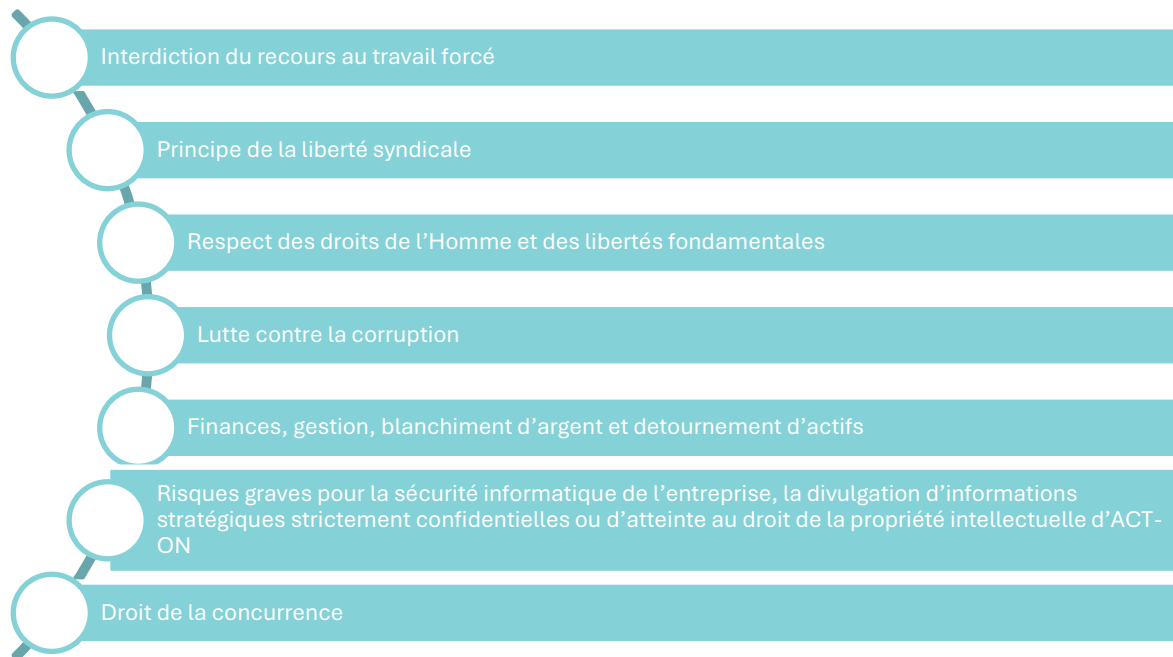 Interdiction du recours au travail forcé
Principe de la liberté syndicale
Respect des droits de l’Homme et des libertés fondamentales
Lutte contre la corruption
Finances, gestion, blanchiment d’argent et detournement d’actifs
Risques graves pour la sécurité informatique de l’entreprise, la divulgation d’informations
stratégiques strictement confidentielles ou d’atteinte au droit de la propriété intellectuelle d’ACT-
ON
Droit de la concurrence